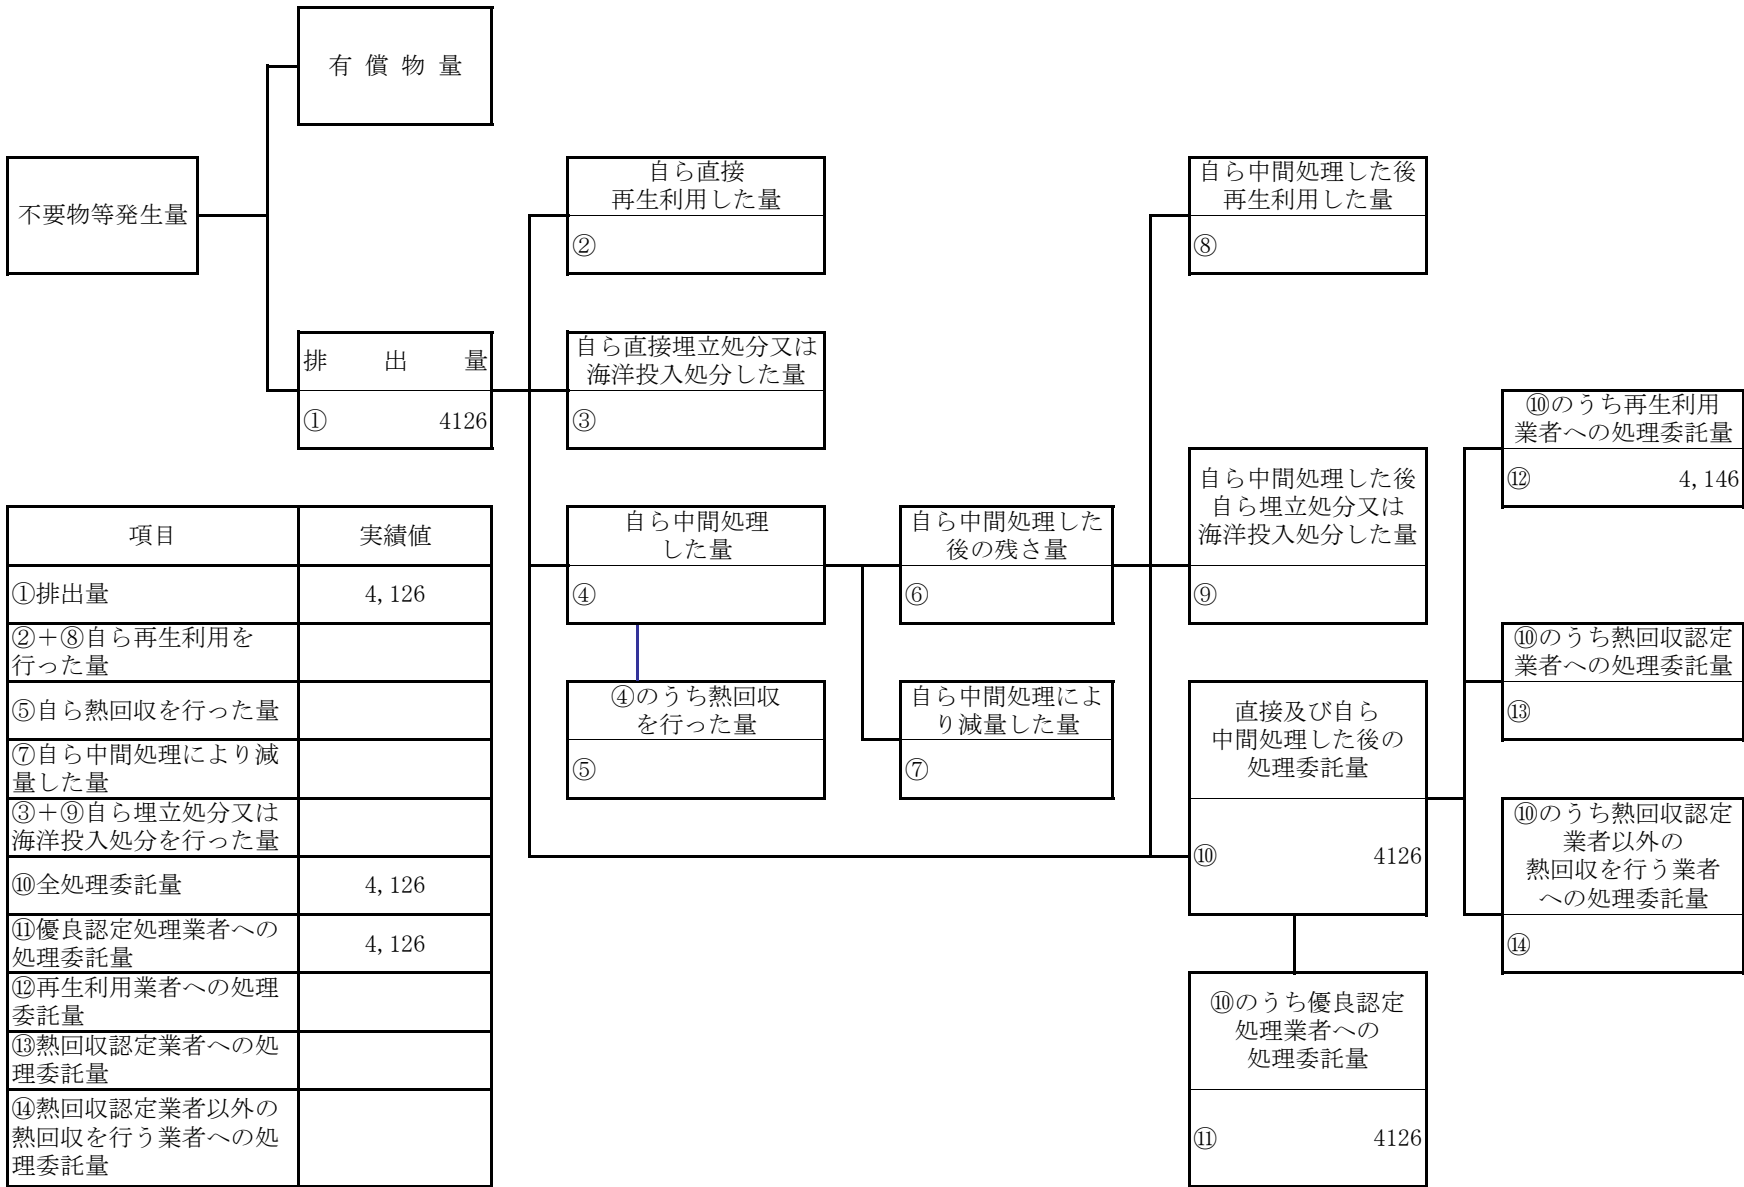 有償物量
不要物等発生量
自ら直接
再生利用した量
②
自ら中間処理した後
再生利用した量
⑧
排出量
① 4126
自ら直接埋立処分又は
海洋投入処分した量
③
⑩のうち再生利用
業者への処理委託量
⑫ 4,146
自ら中間処理した後
自ら埋立処分又は
海洋投入処分した量
⑨
自ら中間処理
した量
④
自ら中間処理した
後の残さ量
⑥
⑩のうち熱回収認定
業者への処理委託量
⑬
④のうち熱回収
を行った量
⑤
自ら中間処理によ
り減量した量
⑦
直接及び自ら
中間処理した後の
処理委託量
⑩ 4126
⑩のうち熱回収認定
業者以外の
熱回収を行う業者
への処理委託量
⑭
⑩のうち優良認定
処理業者への
処理委託量
⑪ 4126
項目 実績値
①排出量 4,126
②+⑧自ら再生利用を
行った量
⑤自ら熱回収を行った量
⑦自ら中間処理により減
量した量
③+⑨自ら埋立処分又は
海洋投入処分を行った量
⑩全処理委託量 4,126
⑪優良認定処理業者への
処理委託量 4,126
⑫再生利用業者への処理
委託量
⑬熱回収認定業者への処
理委託量
⑭熱回収認定業者以外の
熱回収を行う業者への処
理委託量